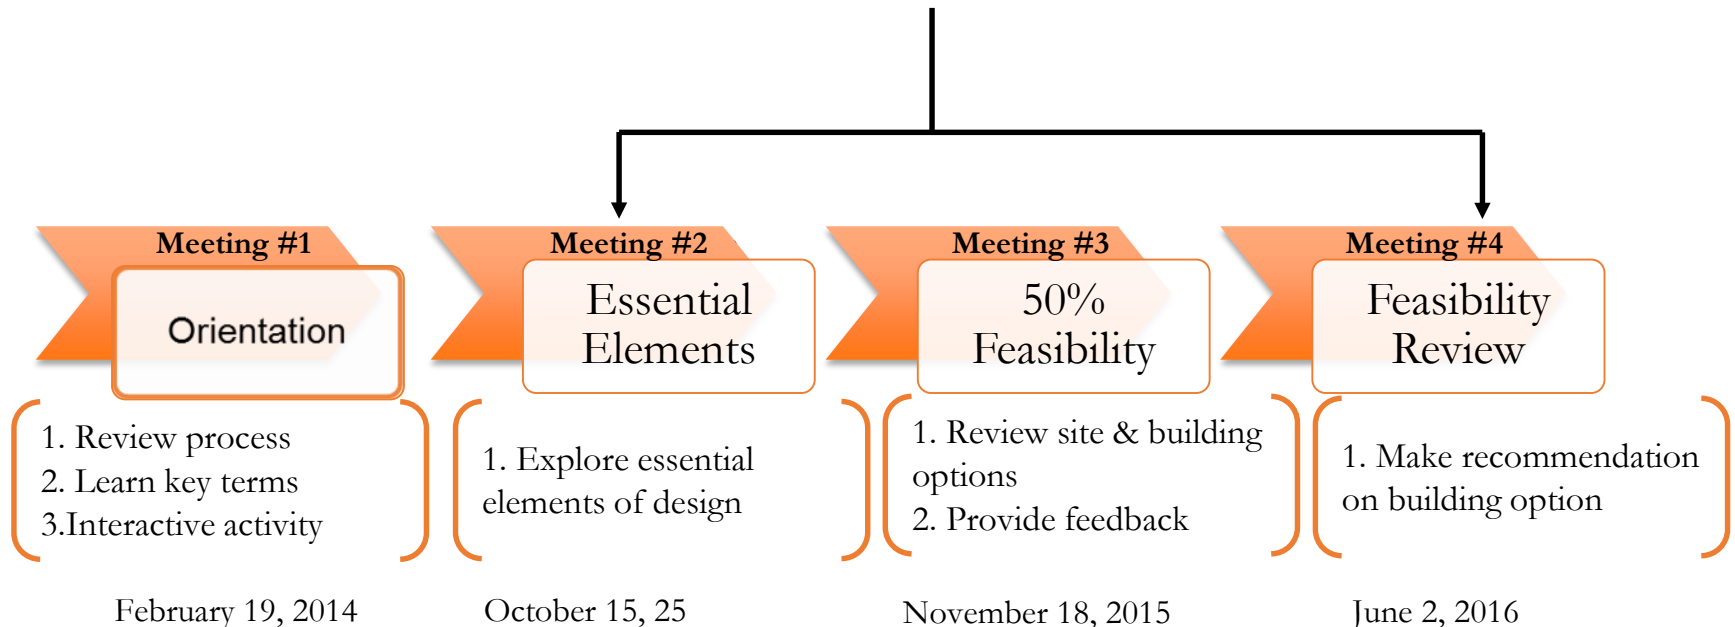 Meeting #1
Orientation
1. Review process
2. Learn key terms
3.Interactive activity
February 19, 2014
Meeting #2
Essential
Elements
1. Explore essential
elements of design
October 15, 25
Meeting #3
50%
Feasibility
1. Review site & building
options
2. Provide feedback
November 18, 2015
Meeting #4
Feasibility
Review
1. Make recommendation
on building option
June 2, 2016